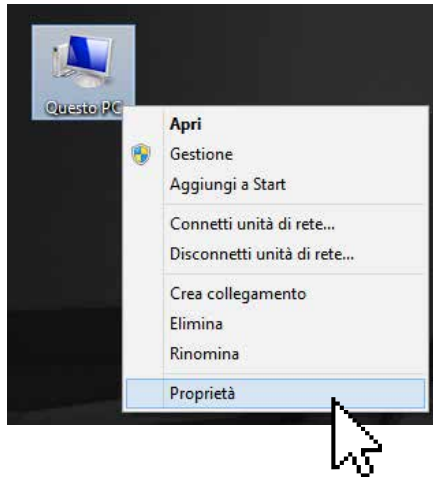 Questo PC
Apri
Gestione
Aggiungi a Start
Connetti unità di rete...
Disconnetti unità di rete...
Crea collegamento
Elimina
Rinomina
Proprietà